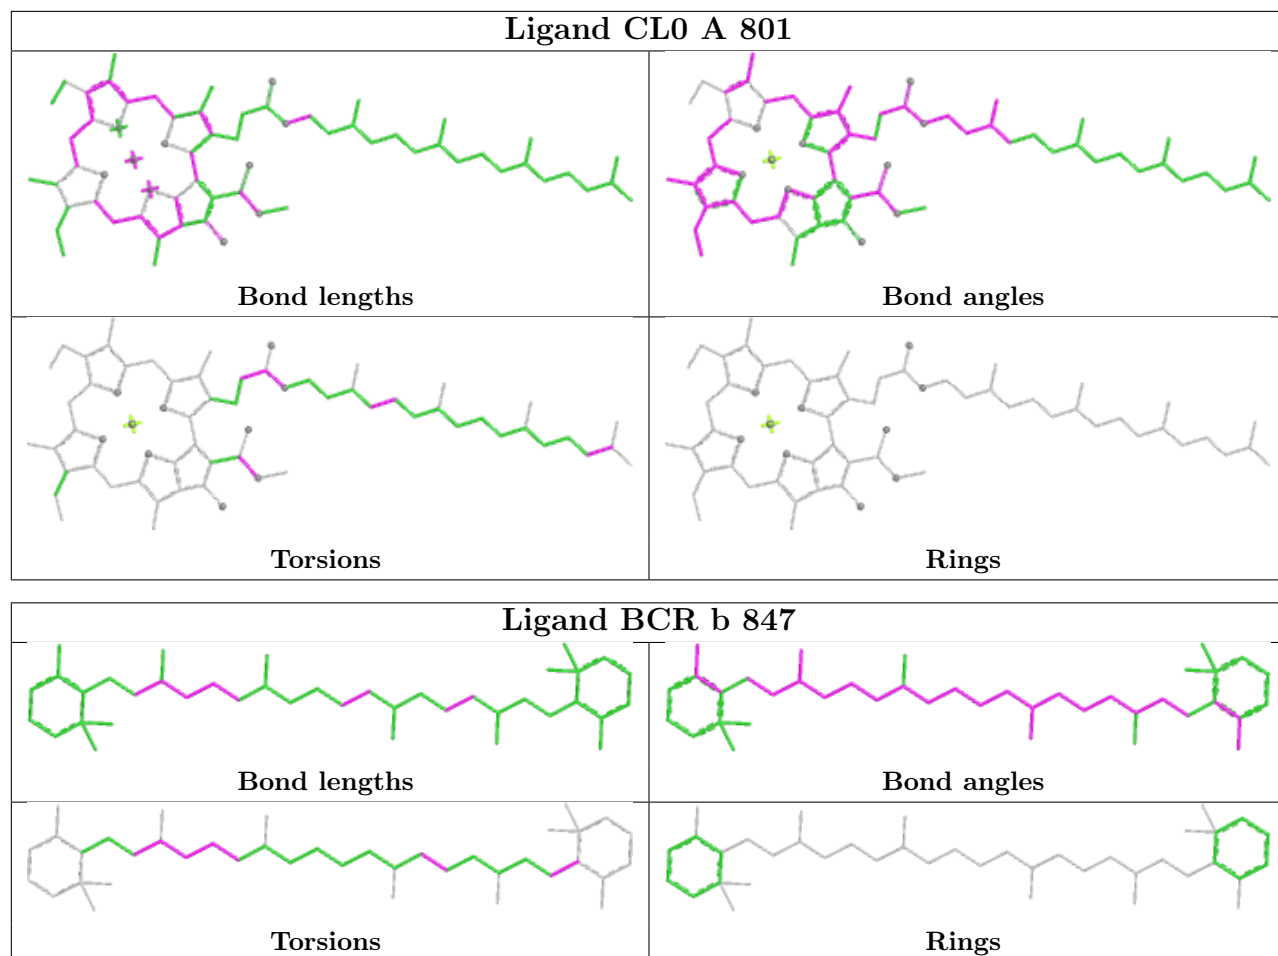 Ligand CL0 A 801
Bond lengths
Bond angles
Torsions
Rings
Ligand BCR b 847
Bond lengths
Bond angles
Torsions
Rings